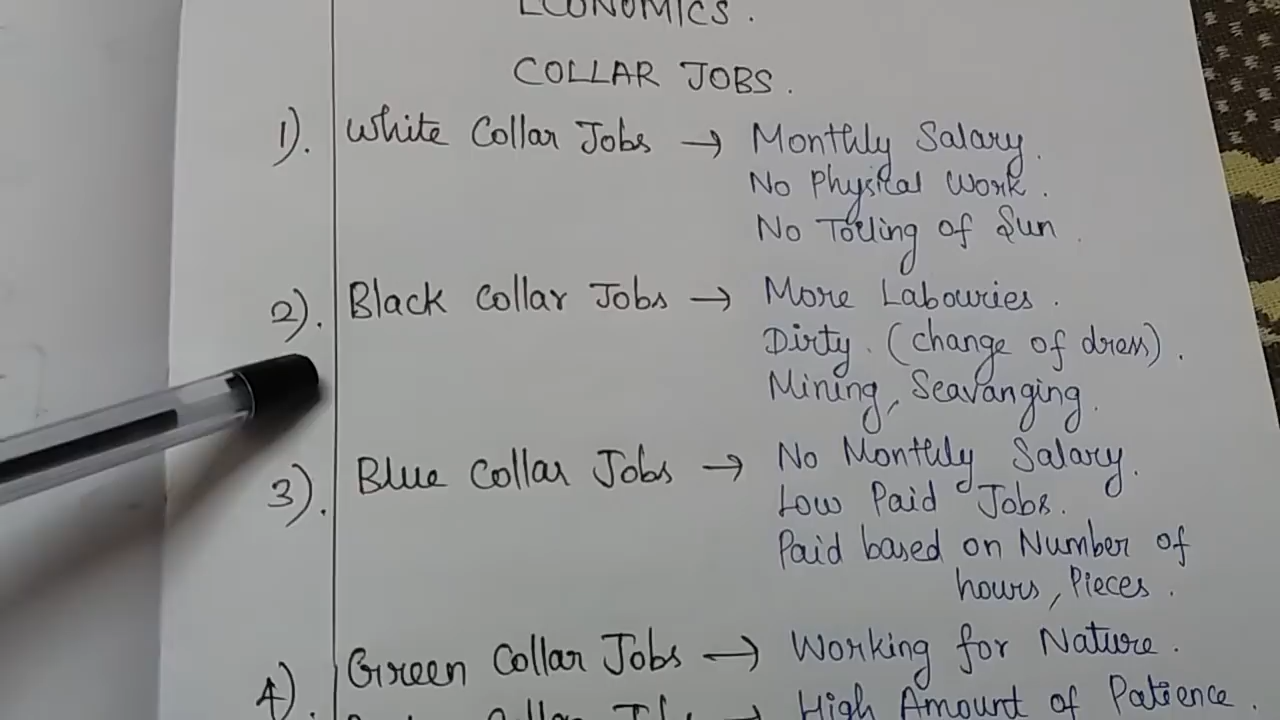 ECONOMICS.
COLLAR JOBS.
1). White Collar Jobs → Monthly Salary.
No Physical Work.
No Toiling of Sun
2). Black Collar Jobs → More Labouries.
Dirty. (change of dress).
Mining, Scavanging.
3). Blue Collar Jobs → No Monthly Salary.
Low Paid Jobs.
Paid based on Number of
hours, Pieces.
4). Green Collar Jobs → Working for Nature.
→ High Amount of Patience.